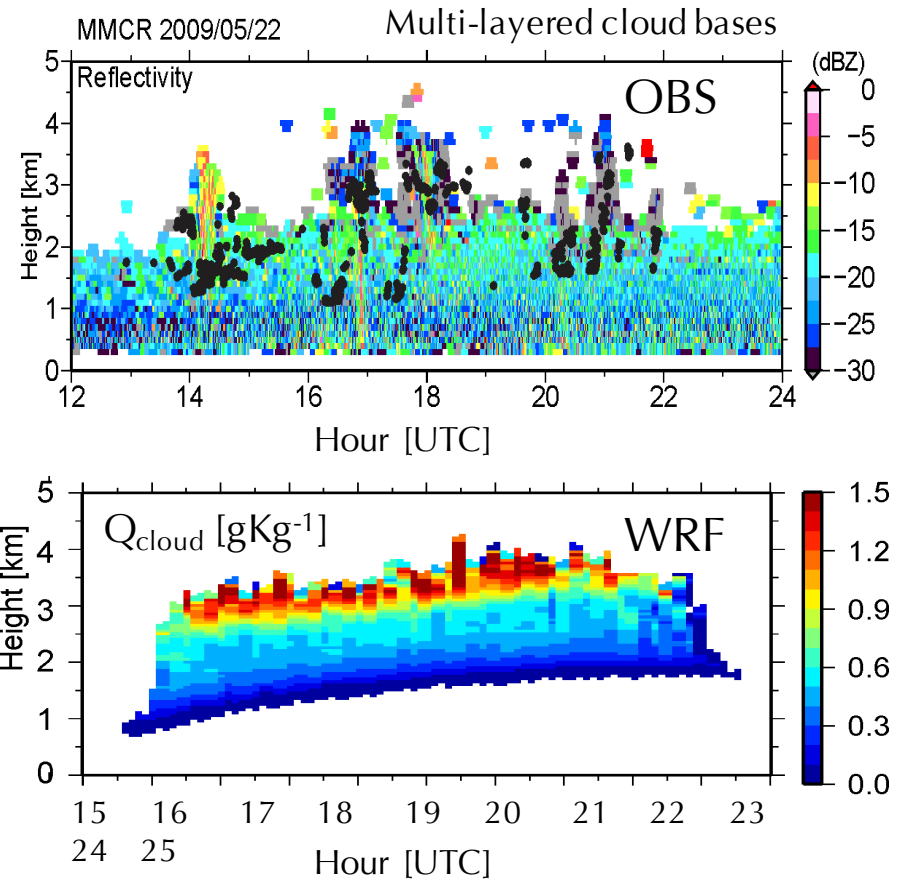 MMCR 2009/05/22 Multi-layered cloud bases
Reflectivity OBS (dBZ)
Height [km]
5
4
3
2
1
0
0
−5
−10
−15
−20
−25
−30
12 14 16 18 20 22 24
Hour [UTC]
Qcloud [gKg-1] WRF
Height [km]
5
4
3
2
1
0
1.5
1.2
0.9
0.6
0.3
0.0
15 16 17 18 19 20 21 22 23
24 25
Hour [UTC]